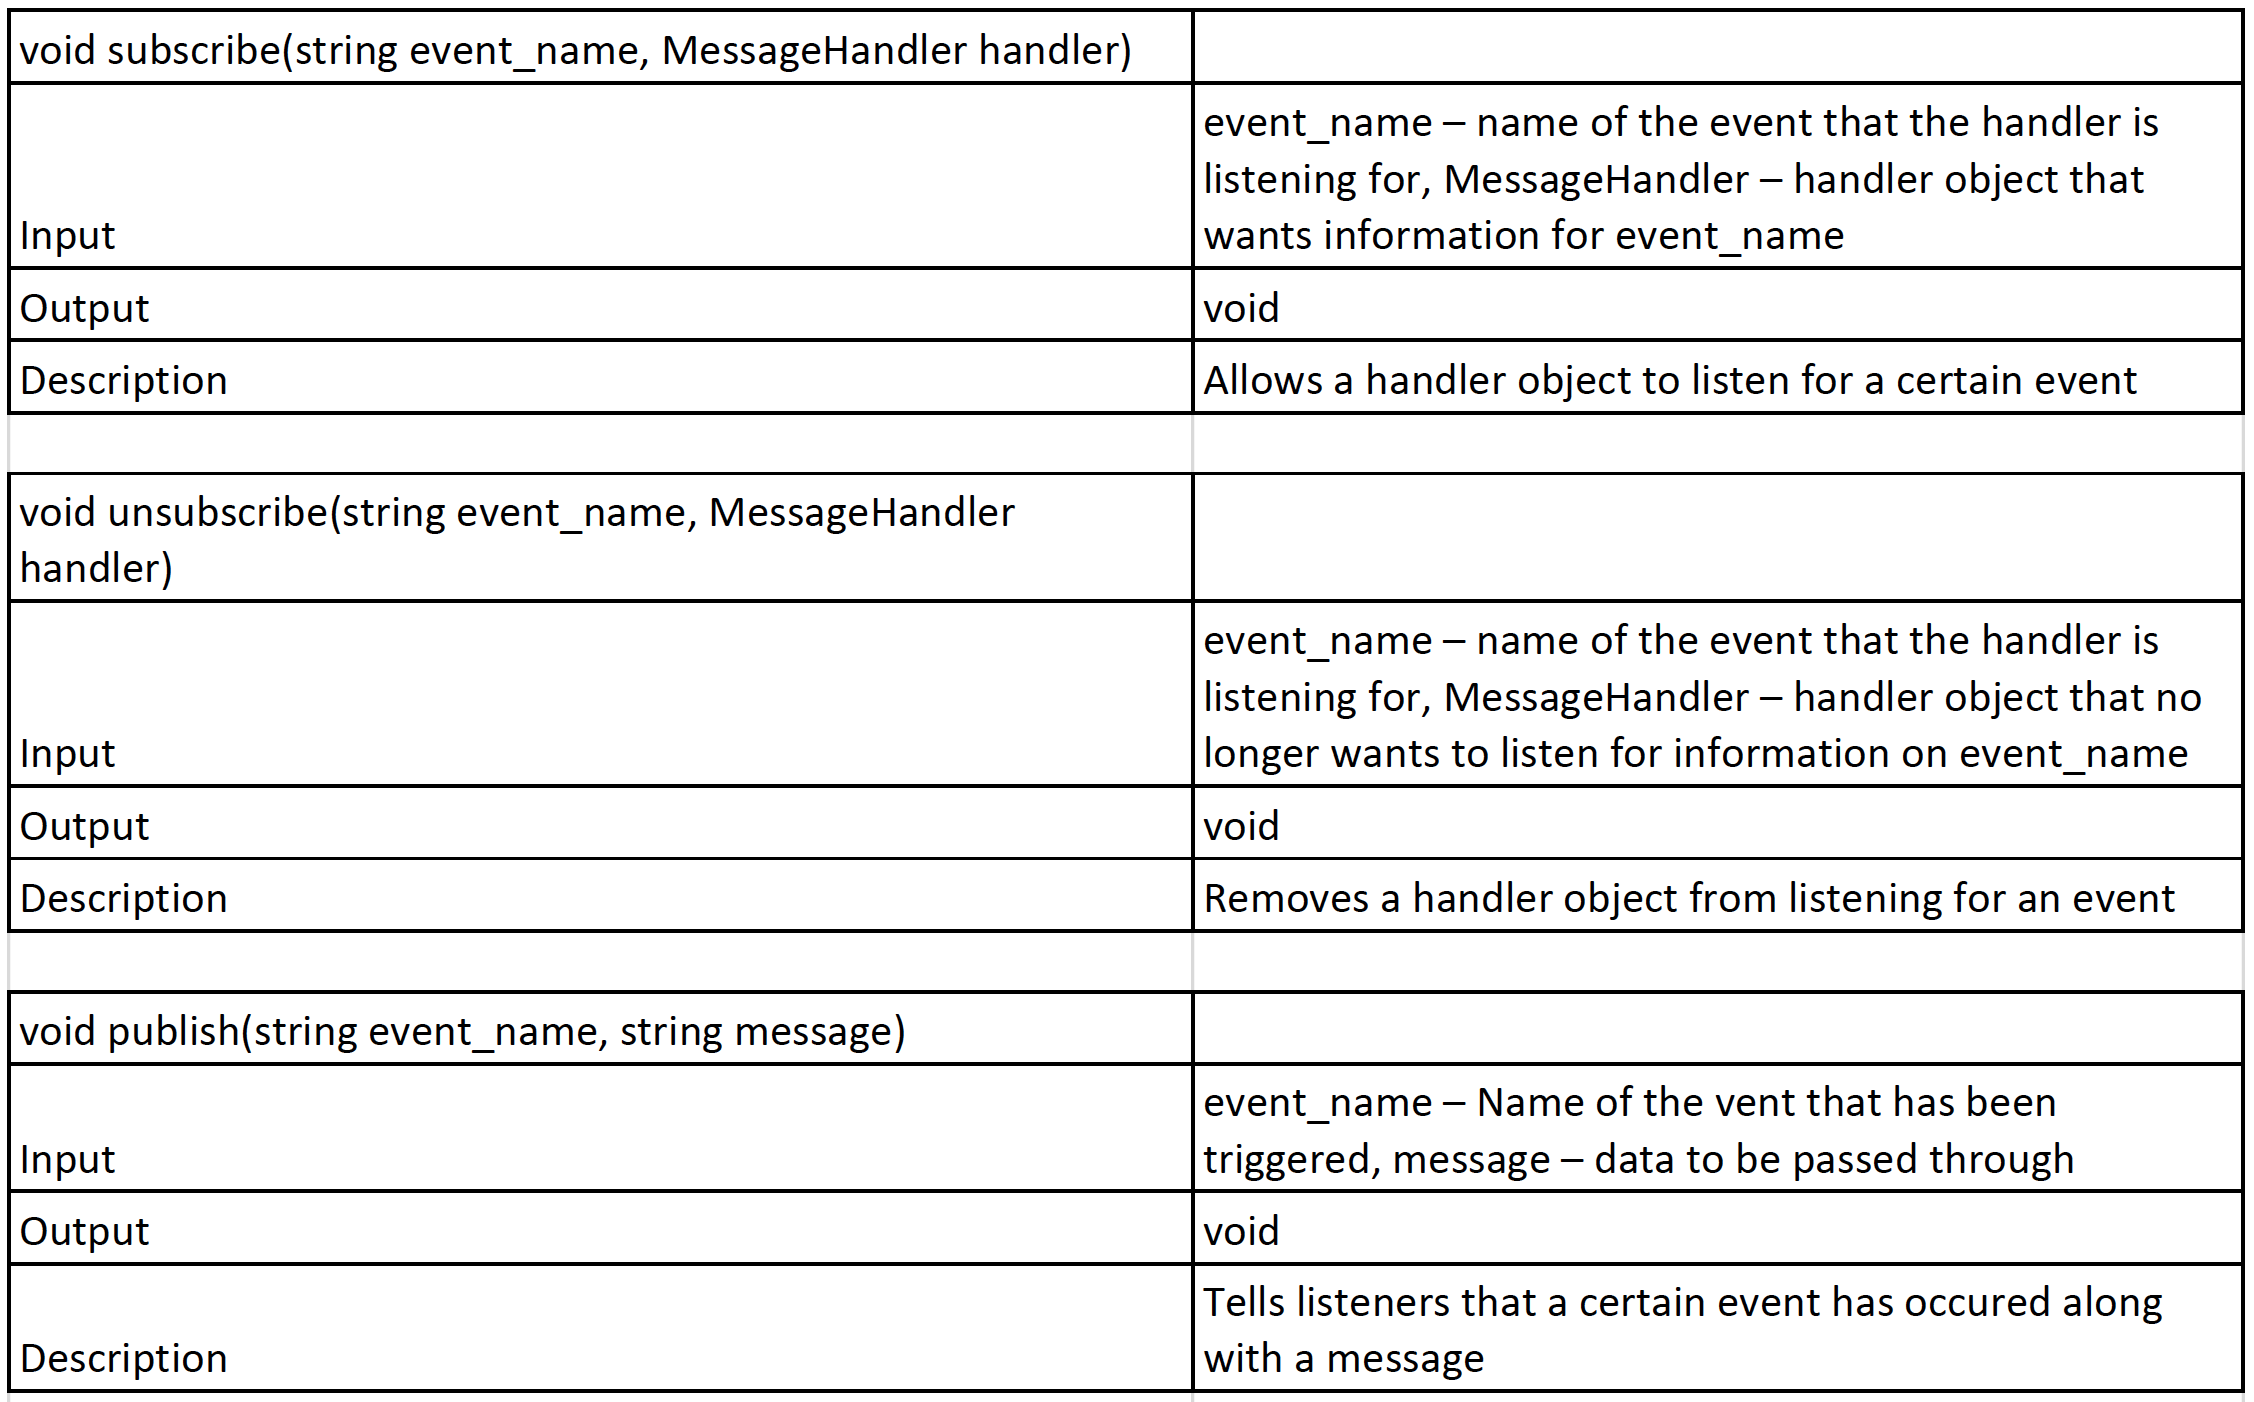 void subscribe(string event_name, MessageHandler handler)
event_name – name of the event that the handler is
listening for, MessageHandler – handler object that
Input
wants information for event_name
Output
void
Description
Allows a handler object to listen for a certain event
void unsubscribe(string event_name, MessageHandler
handler)
event_name – name of the event that the handler is
listening for, MessageHandler – handler object that no
Input
longer wants to listen for information on event_name
Output
void
Description
Removes a handler object from listening for an event
void publish(string event_name, string message)
event_name – Name of the vent that has been
Input
triggered, message – data to be passed through
Output
void
Tells listeners that a certain event has occured along
Description
with a message